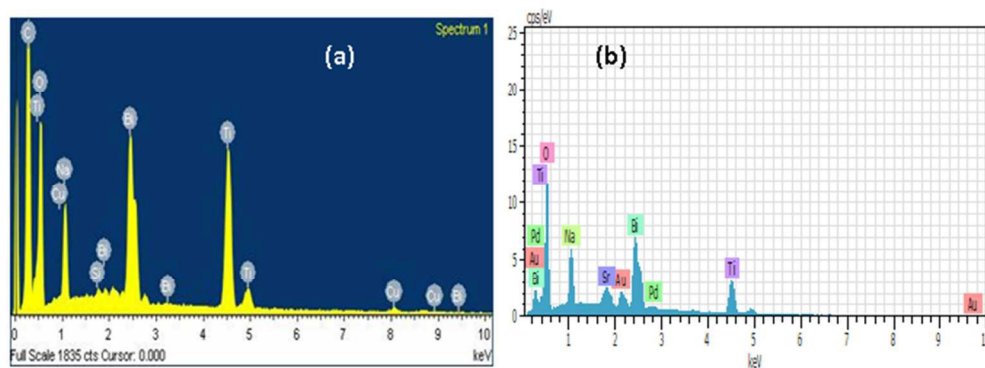 Spectrum 1
(a)
C
O
Ti
Bi
Ti
Na
Cu
Bi
Sr
Bi
Ti
Cu
Cu
Bi
0 1 2 3 4 5 6 7 8 9 10
Full Scale 1835 cts Cursor: 0.000 keV
cps/eV
(b)
25
20
15
10
5
0
O
Ti
Pd
Au
Bi
Na
Sr
Au
Bi
Pd
Ti
Au
1 2 3 4 5 6 7 8 9 10
keV